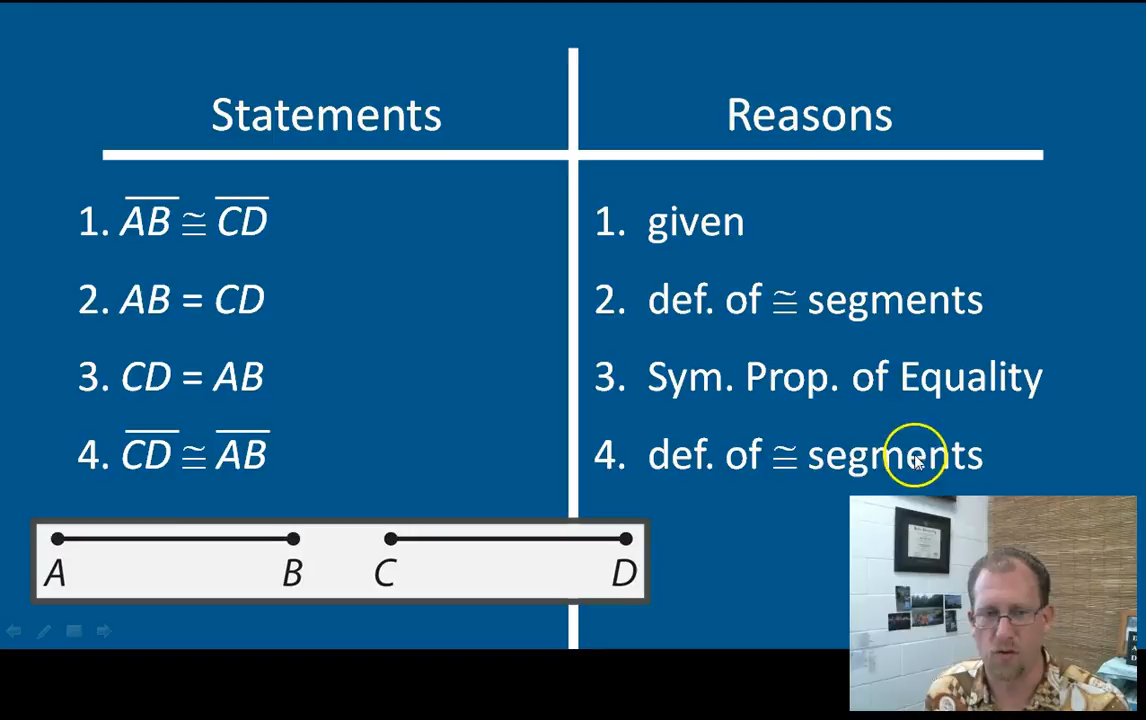 Statements Reasons
1. AB ≅ CD 1. given
2. AB = CD 2. def. of ≅ segments
3. CD = AB 3. Sym. Prop. of Equality
4. CD ≅ AB 4. def. of ≅ segments
A B C D